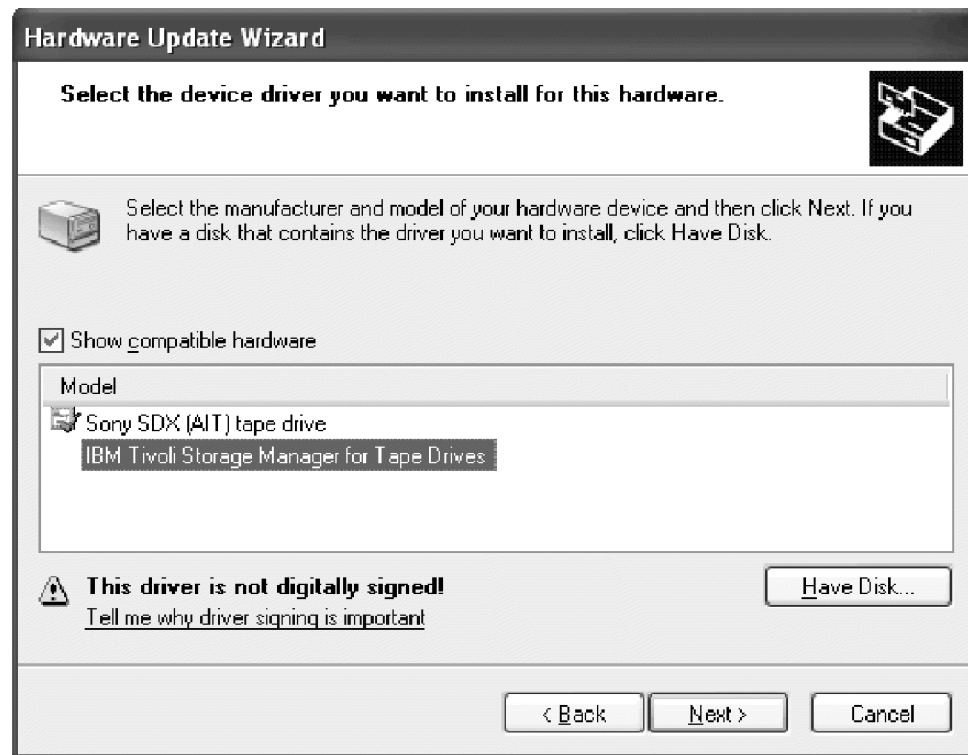 Hardware Update Wizard
Select the device driver you want to install for this hardware.
Select the manufacturer and model of your hardware device and then click Next. If you
have a disk that contains the driver you want to install, click Have Disk.
Show compatible hardware
Model
Sony SDX (AIT) tape drive
IBM Tivoli Storage Manager for Tape Drives
This driver is not digitally signed!
Have Disk...
Tell me why driver signing is important
< Back
Next >
Cancel